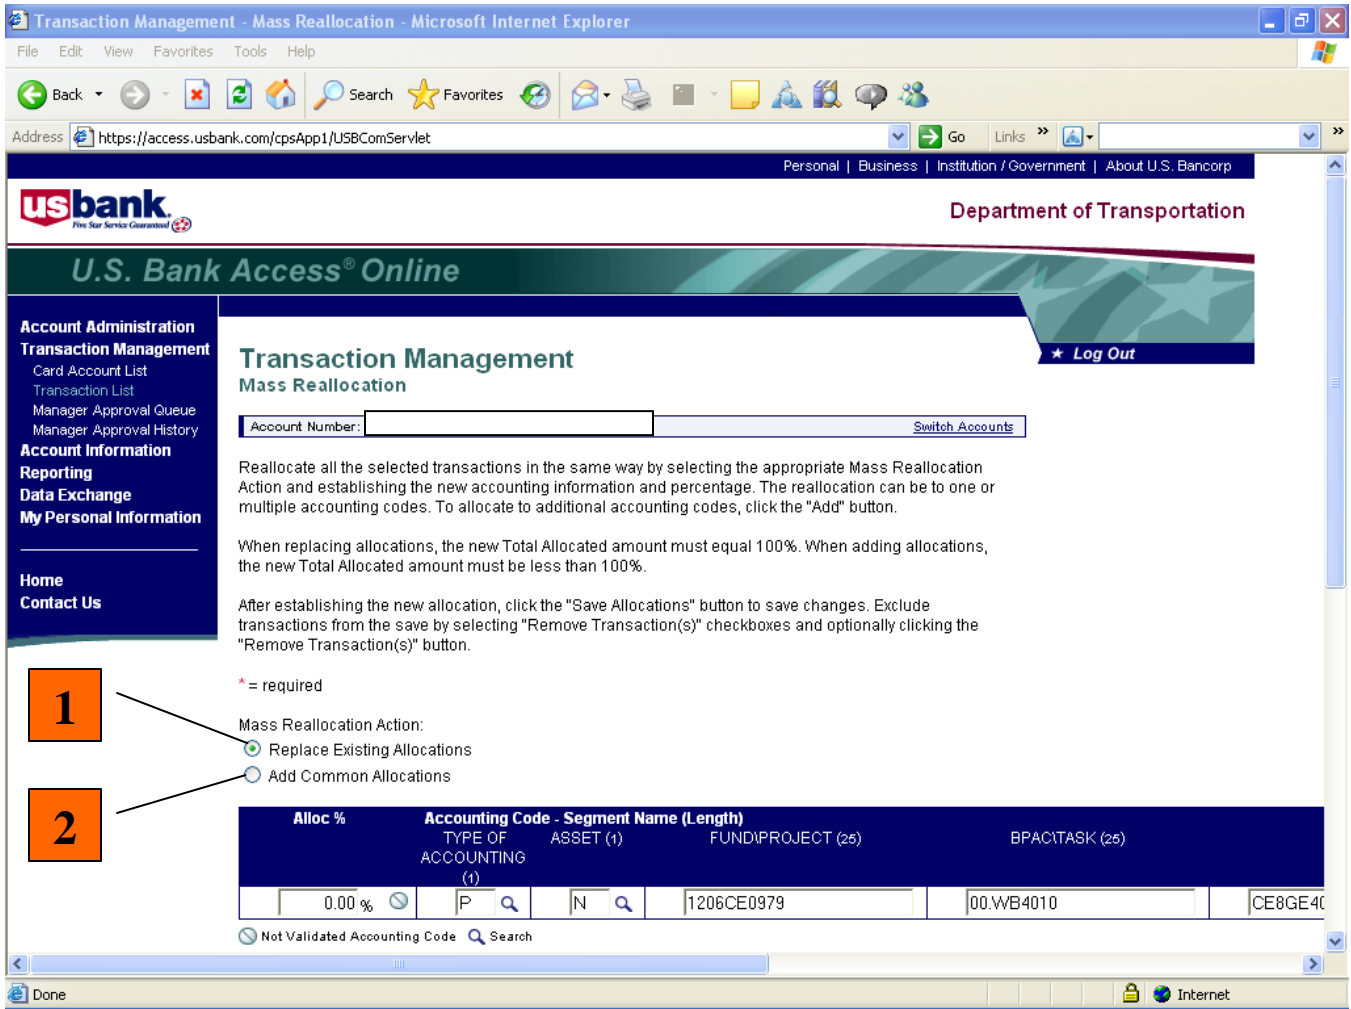 Transaction Management - Mass Reallocation - Microsoft Internet Explorer
File Edit View Favorites Tools Help
Back Search Favorites
Address https://access.usbank.com/cpsApp1/USBComServlet Go Links »
Personal | Business | Institution / Government | About U.S. Bancorp
usbank.
Five Star Service Guaranteed
Department of Transportation
U.S. Bank Access® Online
Log Out
Account Administration
Transaction Management
Card Account List
Transaction List
Manager Approval Queue
Manager Approval History
Account Information
Reporting
Data Exchange
My Personal Information
Home
Contact Us
Transaction Management
Mass Reallocation
Account Number: Switch Accounts
Reallocate all the selected transactions in the same way by selecting the appropriate Mass Reallocation
Action and establishing the new accounting information and percentage. The reallocation can be to one or
multiple accounting codes. To allocate to additional accounting codes, click the "Add" button.
When replacing allocations, the new Total Allocated amount must equal 100%. When adding allocations,
the new Total Allocated amount must be less than 100%.
After establishing the new allocation, click the "Save Allocations" button to save changes. Exclude
transactions from the save by selecting "Remove Transaction(s)" checkboxes and optionally clicking the
"Remove Transaction(s)" button.
* = required
Mass Reallocation Action:
1
Replace Existing Allocations
Add Common Allocations
2
Alloc % Accounting Code - Segment Name (Length)
TYPE OF ASSET (1) FUND\PROJECT (25) BPAC\TASK (25)
ACCOUNTING
(1)
0.00 % P N 1206CE0979 00.WB4010 CE8GE40
Not Validated Accounting Code Search
Done Internet